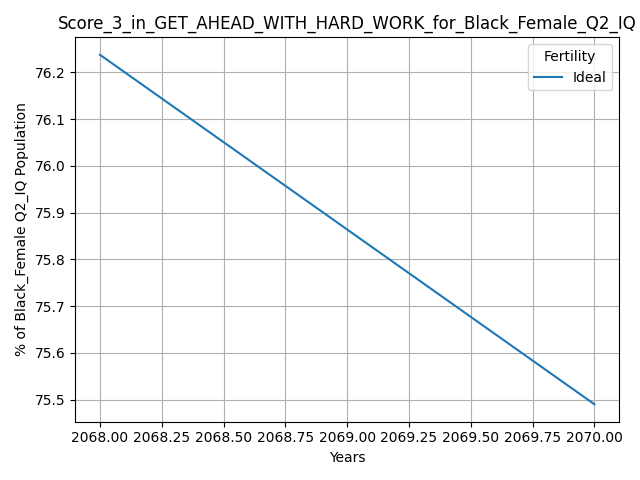 Score_3_in_GET_AHEAD_WITH_HARD_WORK_for_Black_Female_Q2_IQ
Fertility
Ideal
% of Black_Female Q2_IQ Population
76.2
76.1
76.0
75.9
75.8
75.7
75.6
75.5
2068.00 2068.25 2068.50 2068.75 2069.00 2069.25 2069.50 2069.75 2070.00
Years